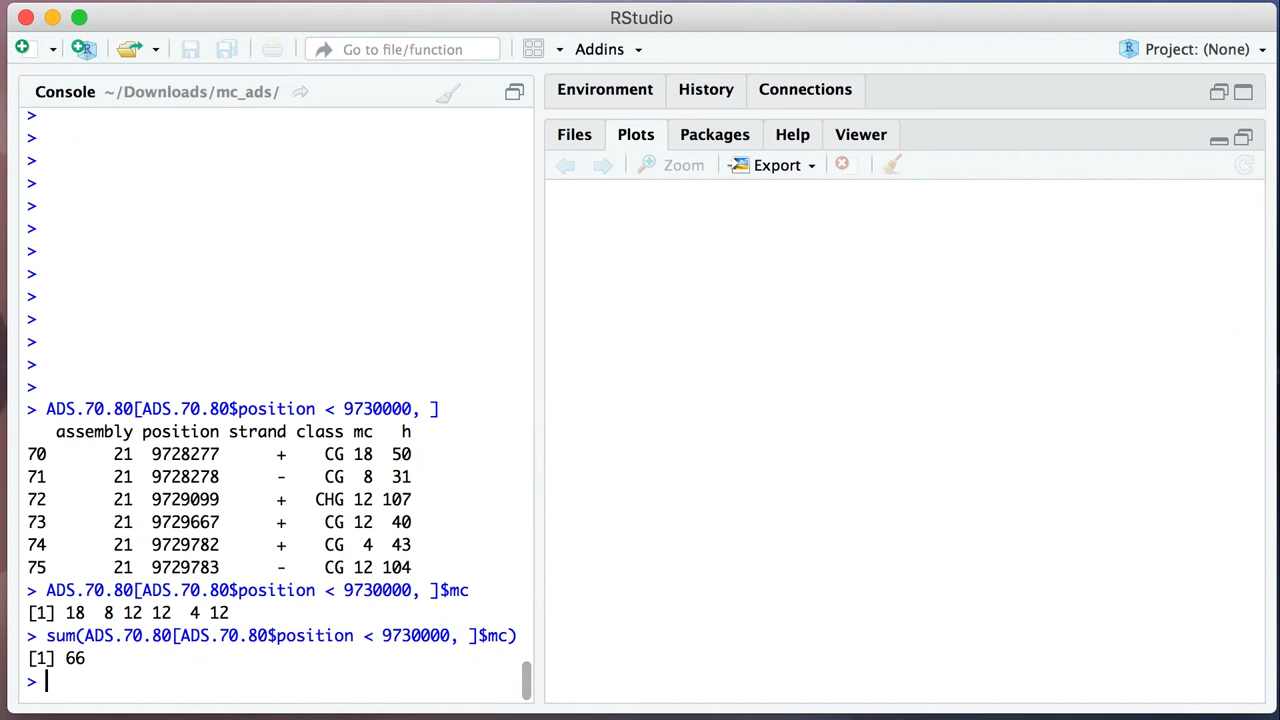 RStudio
Go to file/function
Addins
Project: (None)
Console ~/Downloads/mc_ads/
Environment
History
Connections
Files
Plots
Packages
Help
Viewer
Zoom
Export
>
>
>
>
>
>
>
>
>
>
>
>
>
> ADS.70.80[ADS.70.80$position < 9730000, ]
assembly position strand class mc h
70 21 9728277 + CG 18 50
71 21 9728278 - CG 8 31
72 21 9729099 + CHG 12 107
73 21 9729667 + CG 12 40
74 21 9729782 + CG 4 43
75 21 9729783 - CG 12 104
> ADS.70.80[ADS.70.80$position < 9730000, ]$mc
[1] 18 8 12 12 4 12
> sum(ADS.70.80[ADS.70.80$position < 9730000, ]$mc)
[1] 66
>